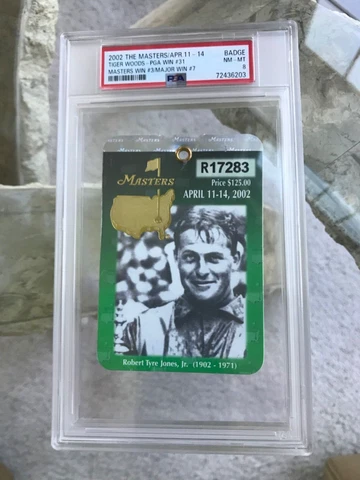 2002 THE MASTERS/APR 11 - 14 BADGE
TIGER WOODS - PGA WIN #31 NM - MT
MASTERS WIN #3/MAJOR WIN #7 8
PSA 72436203
R17283
MASTERS
Price $125.00
APRIL 11-14, 2002
Robert Tyre Jones, Jr. (1902 - 1971)